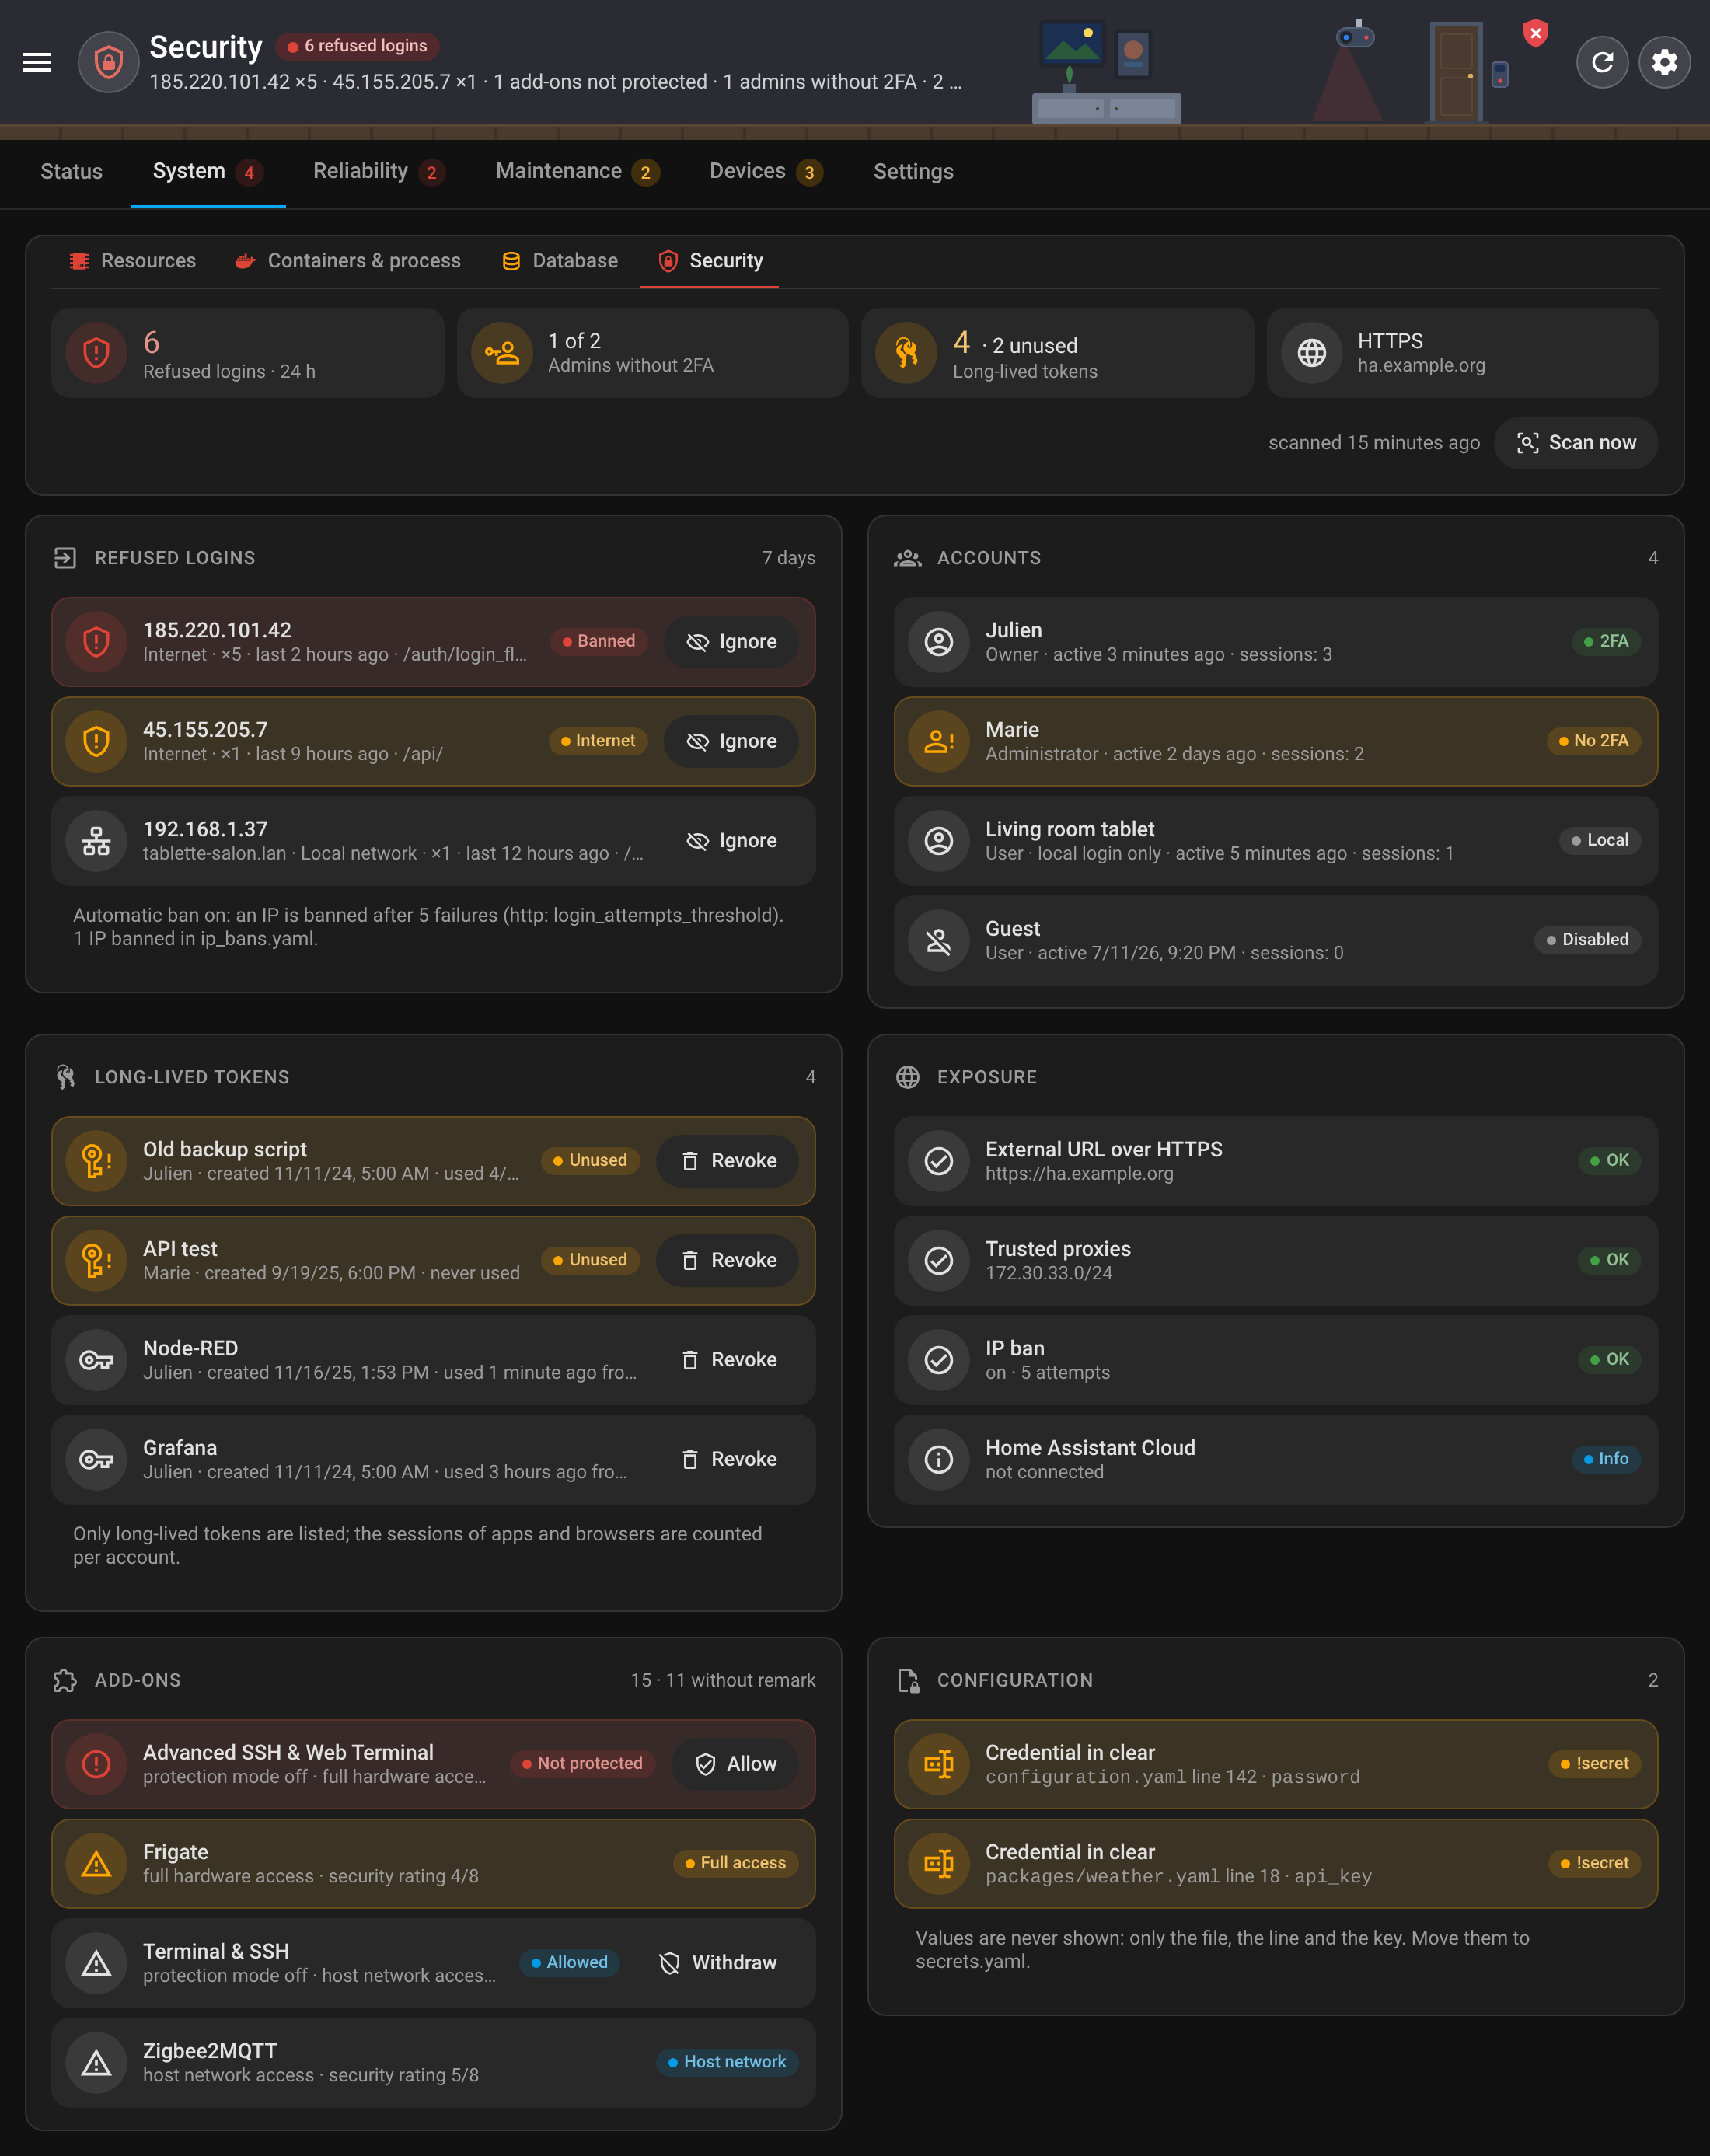 Security
6 refused logins
185.220.101.42 ×5 · 45.155.205.7 ×1 · 1 add-ons not protected · 1 admins without 2FA · 2 ...
Status
System 4
Reliability 2
Maintenance 2
Devices 3
Settings
Resources
Containers & process
Database
Security
6
Refused logins · 24 h
1 of 2
Admins without 2FA
4 · 2 unused
Long-lived tokens
HTTPS
ha.example.org
scanned 15 minutes ago
Scan now
REFUSED LOGINS
7 days
185.220.101.42
Internet · ×5 · last 2 hours ago · /auth/login_fl...
Banned
Ignore
45.155.205.7
Internet · ×1 · last 9 hours ago · /api/
Internet
Ignore
192.168.1.37
tablette-salon.lan · Local network · ×1 · last 12 hours ago · /...
Ignore
Automatic ban on: an IP is banned after 5 failures (http: login_attempts_threshold).
1 IP banned in ip_bans.yaml.
ACCOUNTS
4
Julien
Owner · active 3 minutes ago · sessions: 3
2FA
Marie
Administrator · active 2 days ago · sessions: 2
No 2FA
Living room tablet
User · local login only · active 5 minutes ago · sessions: 1
Local
Guest
User · active 7/11/26, 9:20 PM · sessions: 0
Disabled
LONG-LIVED TOKENS
4
Old backup script
Julien · created 11/11/24, 5:00 AM · used 4/...
Unused
Revoke
API test
Marie · created 9/19/25, 6:00 PM · never used
Unused
Revoke
Node-RED
Julien · created 11/16/25, 1:53 PM · used 1 minute ago fro...
Revoke
Grafana
Julien · created 11/11/24, 5:00 AM · used 3 hours ago fro...
Revoke
Only long-lived tokens are listed; the sessions of apps and browsers are counted
per account.
EXPOSURE
External URL over HTTPS
https://ha.example.org
OK
Trusted proxies
172.30.33.0/24
OK
IP ban
on · 5 attempts
OK
Home Assistant Cloud
not connected
Info
ADD-ONS
15 · 11 without remark
Advanced SSH & Web Terminal
protection mode off · full hardware acce...
Not protected
Allow
Frigate
full hardware access · security rating 4/8
Full access
Terminal & SSH
protection mode off · host network acces...
Allowed
Withdraw
Zigbee2MQTT
host network access · security rating 5/8
Host network
CONFIGURATION
2
Credential in clear
configuration.yaml line 142 · password
!secret
Credential in clear
packages/weather.yaml line 18 · api_key
!secret
Values are never shown: only the file, the line and the key. Move them to
secrets.yaml.